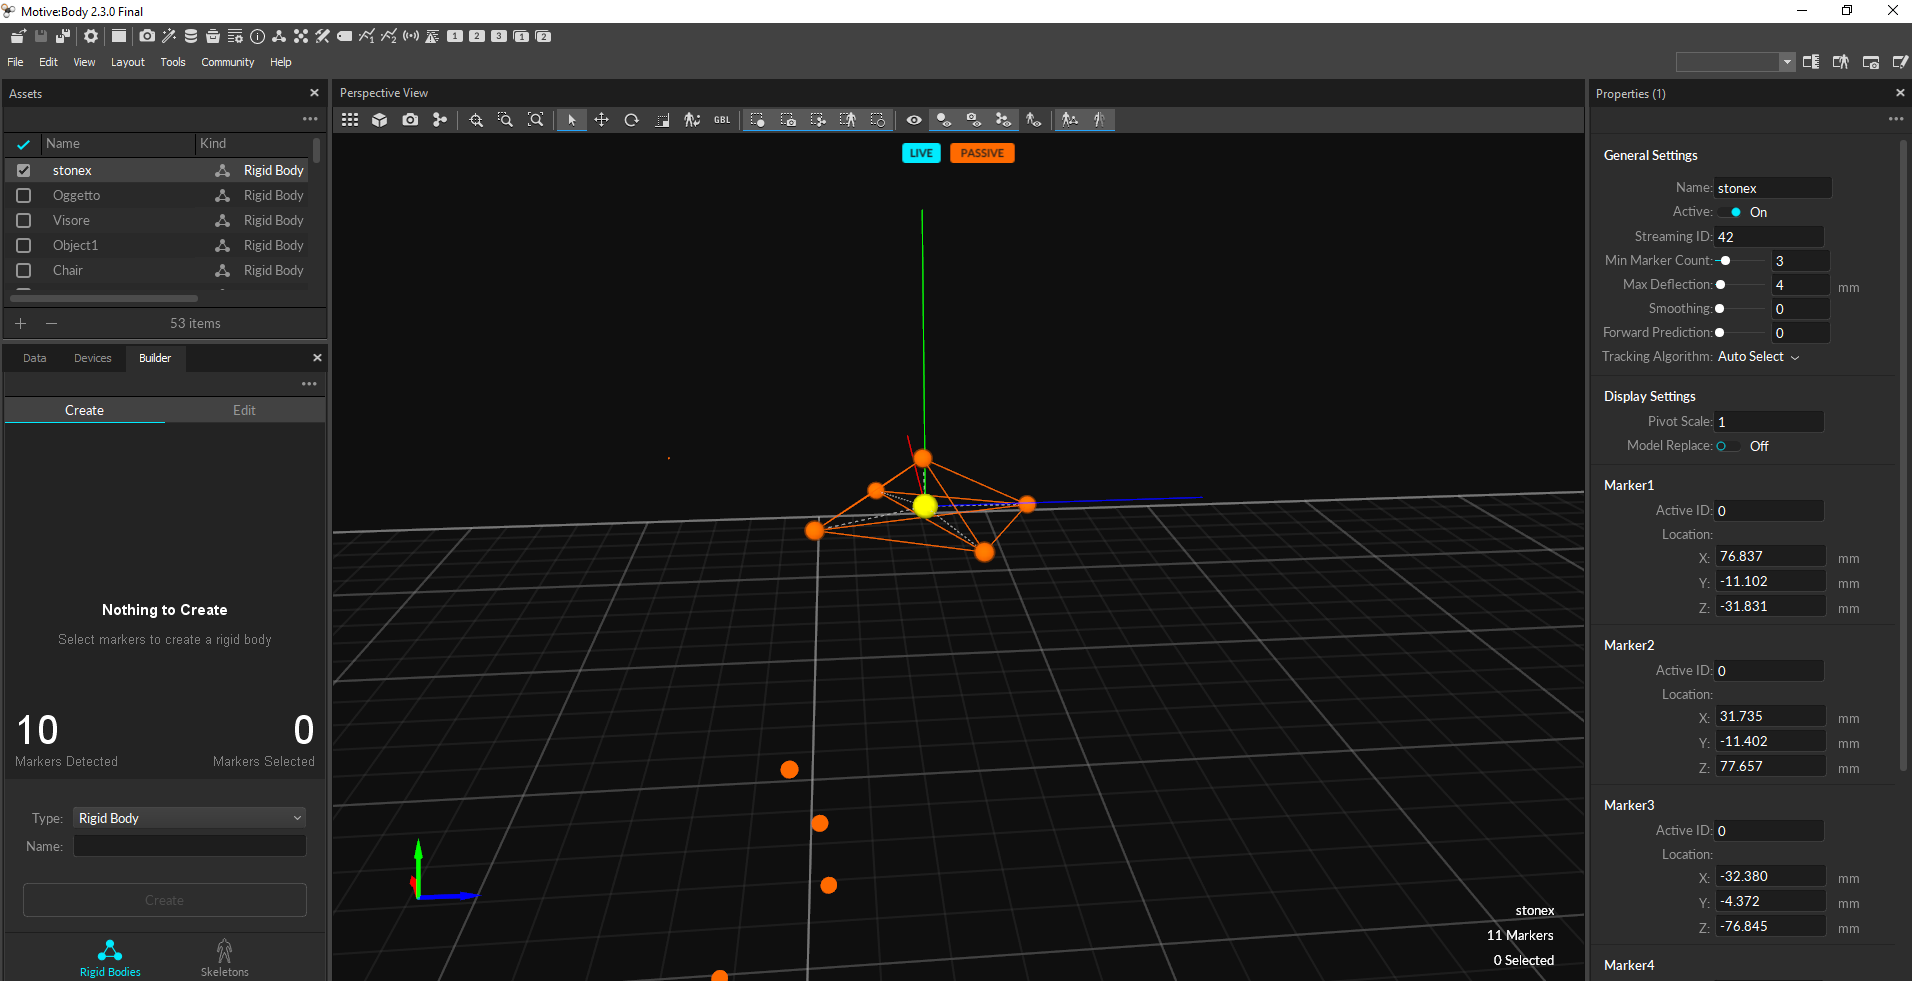 Motive:Body 2.3.0 Final
1 2 3 1 2
File Edit View Layout Tools Community Help
Assets
Name Kind
stonex Rigid Body
Oggetto Rigid Body
Visore Rigid Body
Object1 Rigid Body
Chair Rigid Body
53 items
Data Devices Builder
Create Edit
Nothing to Create
Select markers to create a rigid body
10 0
Markers Detected Markers Selected
Type: Rigid Body
Name:
Create
Rigid Bodies Skeletons
Perspective View
GBL
LIVE PASSIVE
stonex
11 Markers
0 Selected
Properties (1)
General Settings
Name: stonex
Active: On
Streaming ID: 42
Min Marker Count: 3
Max Deflection: 4 mm
Smoothing: 0
Forward Prediction: 0
Tracking Algorithm: Auto Select
Display Settings
Pivot Scale: 1
Model Replace: Off
Marker1
Active ID: 0
Location:
X: 76.837 mm
Y: -11.102 mm
Z: -31.831 mm
Marker2
Active ID: 0
Location:
X: 31.735 mm
Y: -11.402 mm
Z: 77.657 mm
Marker3
Active ID: 0
Location:
X: -32.380 mm
Y: -4.372 mm
Z: -76.845 mm
Marker4